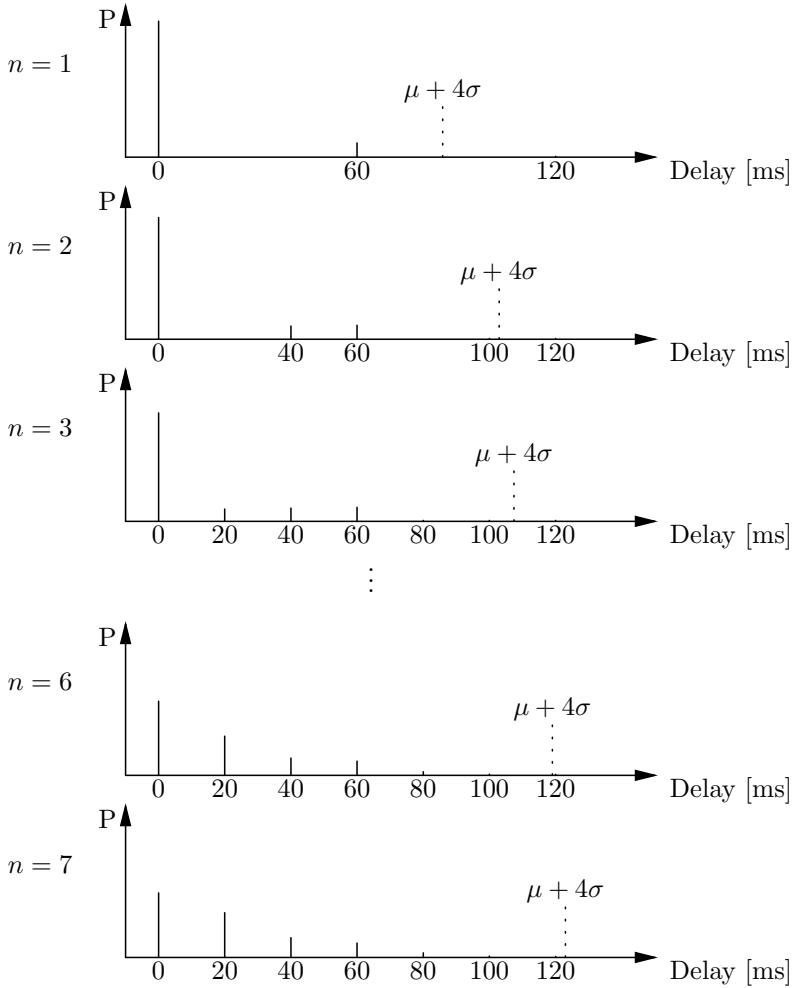 P
n = 1
μ + 4σ
0 60 120 Delay [ms]
P
n = 2
μ + 4σ
0 40 60 100 120 Delay [ms]
P
n = 3
μ + 4σ
0 20 40 60 80 100 120 Delay [ms]
⋮
P
n = 6
μ + 4σ
0 20 40 60 80 100 120 Delay [ms]
P
n = 7
μ + 4σ
0 20 40 60 80 100 120 Delay [ms]